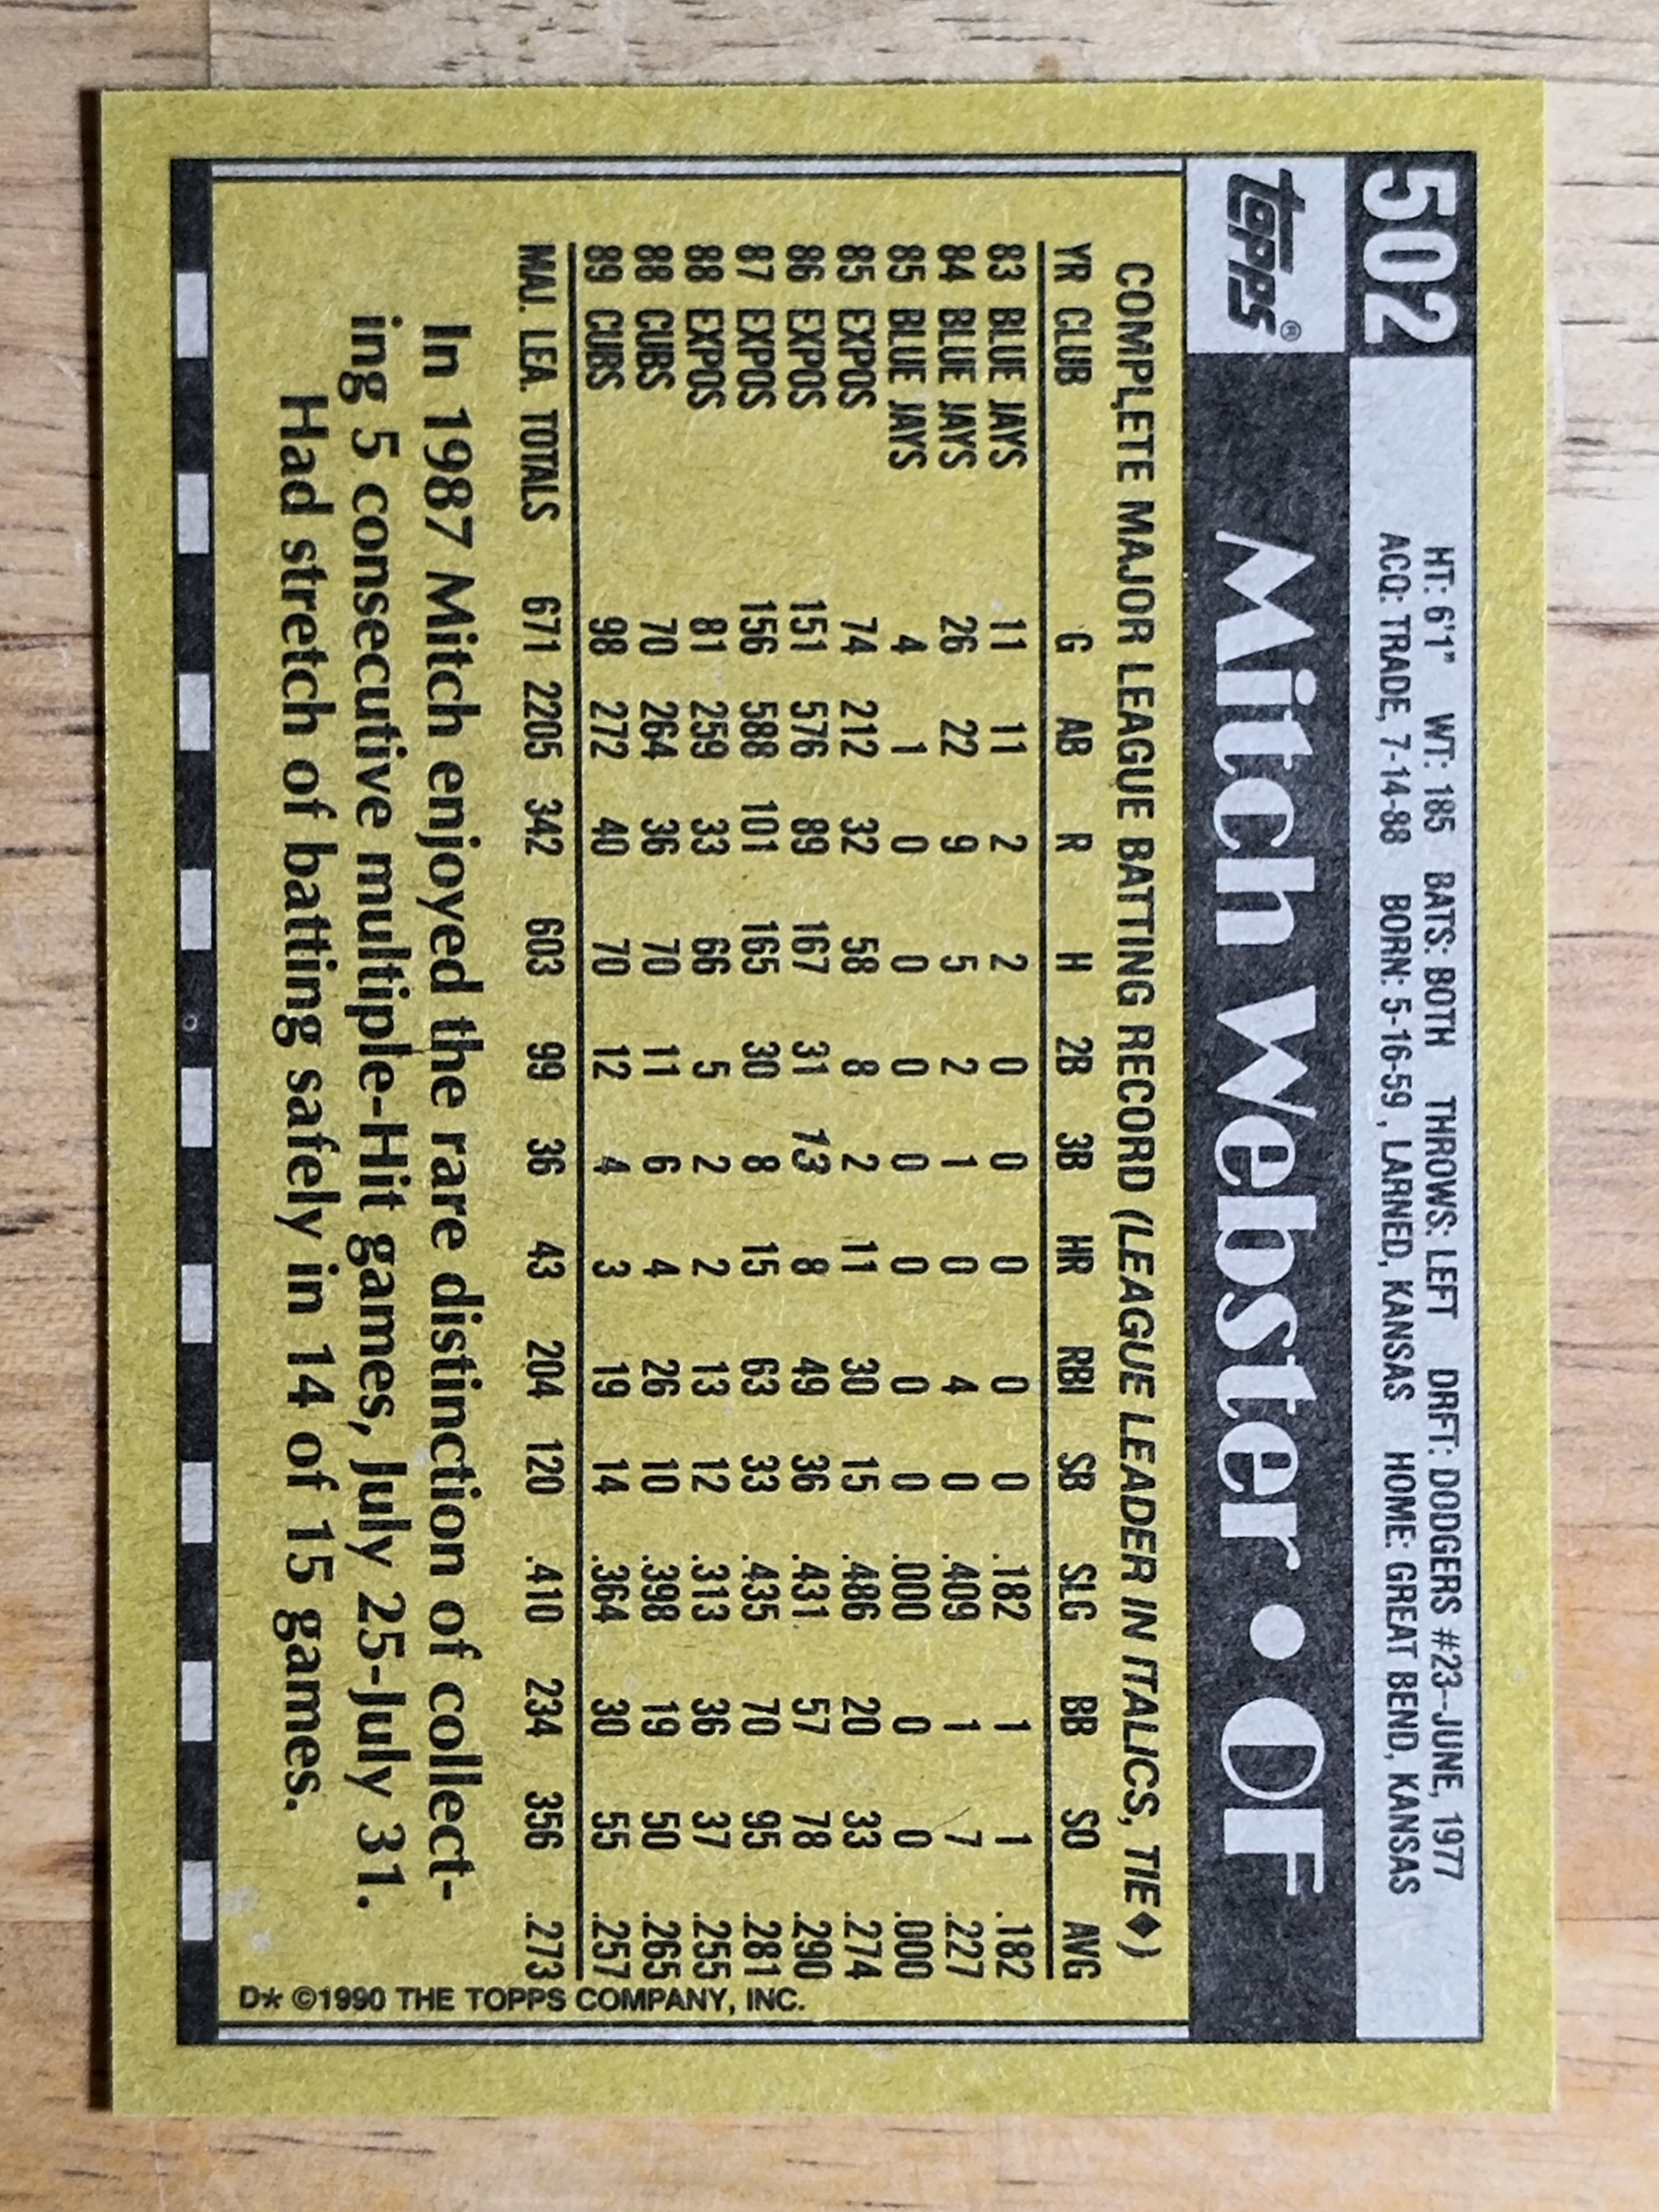 502
HT: 6'1" WT: 185 BATS: BOTH THROWS: LEFT DRFT: DODGERS #23-JUNE, 1977
ACQ: TRADE, 7-14-88 BORN: 5-16-59, LARNED, KANSAS HOME: GREAT BEND, KANSAS
topps® Mitch Webster • OF
COMPLETE MAJOR LEAGUE BATTING RECORD (LEAGUE LEADER IN ITALICS, TIE◆)
YR CLUB G AB R H 2B 3B HR RBI SB SLG BB SO AVG
83 BLUE JAYS 11 11 2 2 0 0 0 0 0 .182 1 1 .182
84 BLUE JAYS 26 22 9 5 2 1 0 4 0 .409 1 7 .227
85 BLUE JAYS 4 1 0 0 0 0 0 0 0 .000 0 0 .000
85 EXPOS 74 212 32 58 8 2 11 30 15 .486 20 33 .274
86 EXPOS 151 576 89 167 31 13 8 49 36 .431 57 78 .290
87 EXPOS 156 588 101 165 30 8 15 63 33 .435 70 95 .281
88 EXPOS 81 259 33 66 5 2 2 13 12 .313 36 37 .255
88 CUBS 70 264 36 70 11 6 4 26 10 .398 19 50 .265
89 CUBS 98 272 40 70 12 4 3 19 14 .364 30 55 .257
MAJ. LEA. TOTALS 671 2205 342 603 99 36 43 204 120 .410 234 356 .273
In 1987 Mitch enjoyed the rare distinction of collect-
ing 5 consecutive multiple-Hit games, July 25-July 31.
Had stretch of batting safely in 14 of 15 games.
D* ©1990 THE TOPPS COMPANY, INC.